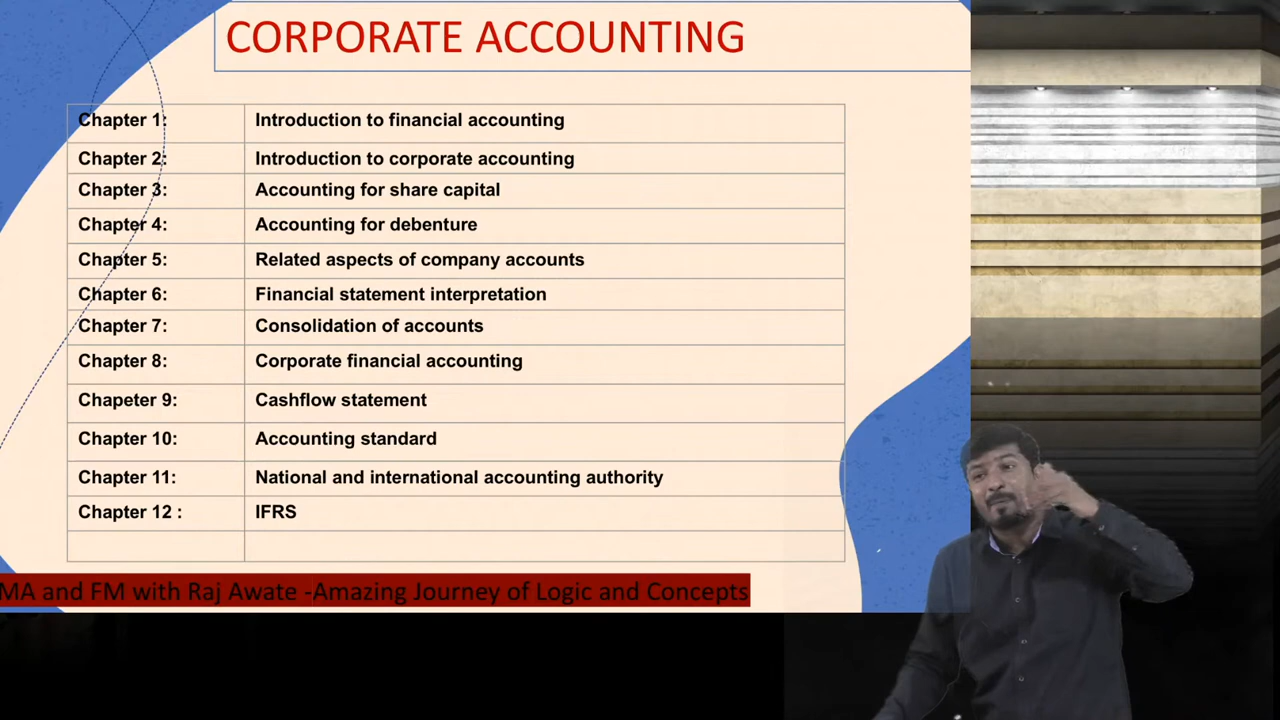 CORPORATE ACCOUNTING
Chapter 1: Introduction to financial accounting
Chapter 2: Introduction to corporate accounting
Chapter 3: Accounting for share capital
Chapter 4: Accounting for debenture
Chapter 5: Related aspects of company accounts
Chapter 6: Financial statement interpretation
Chapter 7: Consolidation of accounts
Chapter 8: Corporate financial accounting
Chapeter 9: Cashflow statement
Chapter 10: Accounting standard
Chapter 11: National and international accounting authority
Chapter 12 : IFRS
MA and FM with Raj Awate -Amazing Journey of Logic and Concepts